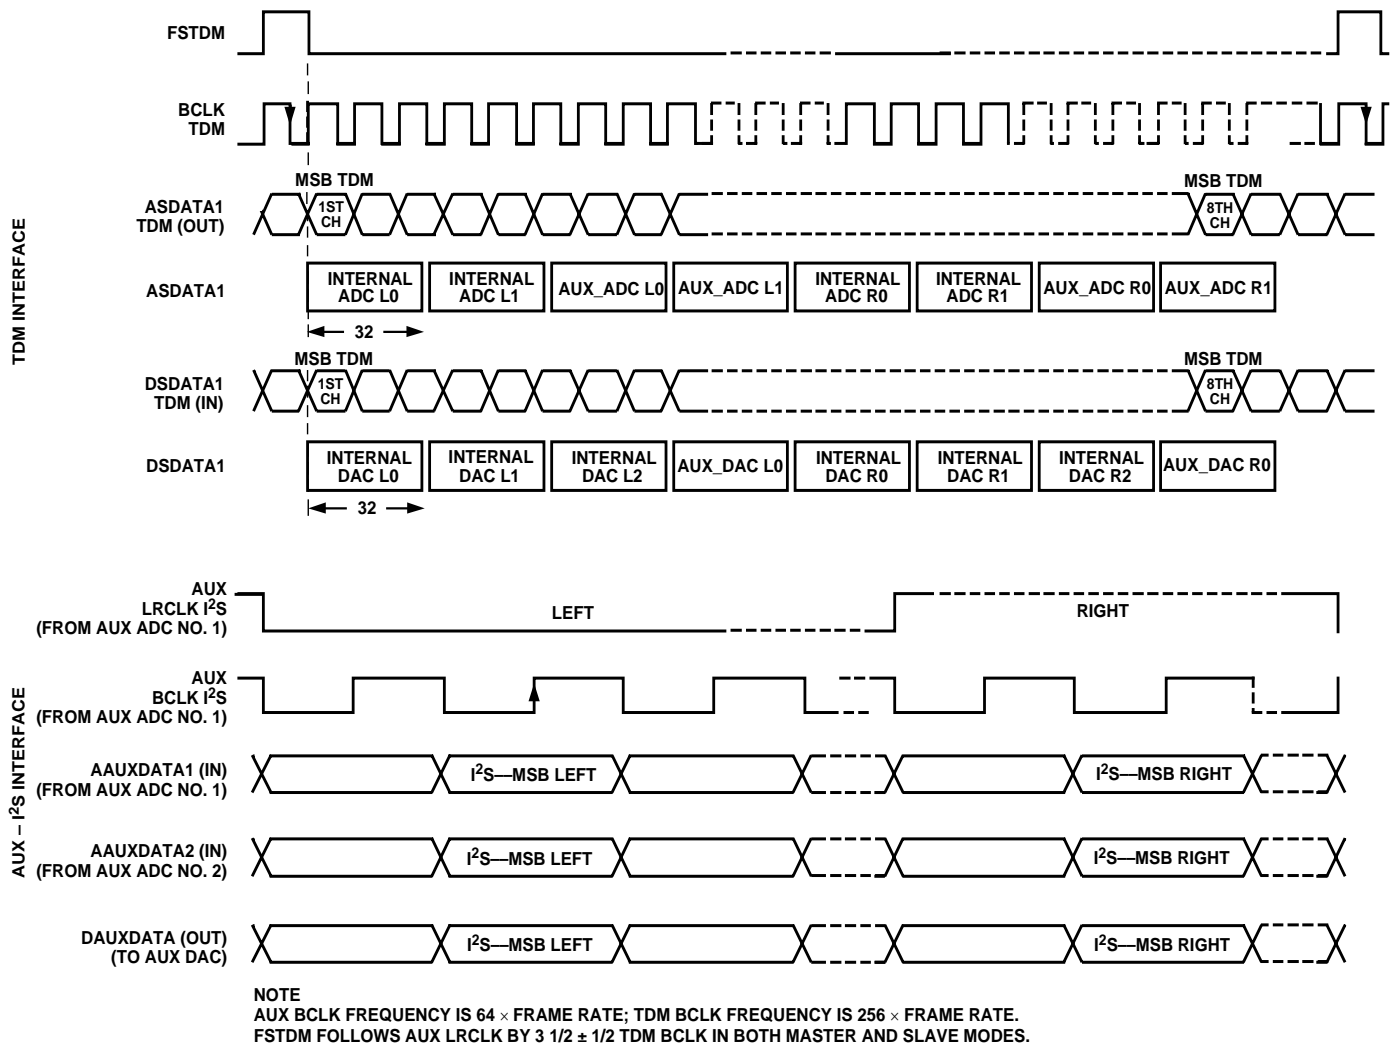 FSTDM
BCLK
TDM
TDM INTERFACE
MSB TDM
MSB TDM
ASDATA1
TDM (OUT)
1ST
CH
8TH
CH
ASDATA1
INTERNAL
ADC L0
INTERNAL
ADC L1
AUX_ADC L0
AUX_ADC L1
INTERNAL
ADC R0
INTERNAL
ADC R1
AUX_ADC R0
AUX_ADC R1
32
MSB TDM
MSB TDM
DSDATA1
TDM (IN)
1ST
CH
8TH
CH
DSDATA1
INTERNAL
DAC L0
INTERNAL
DAC L1
INTERNAL
DAC L2
AUX_DAC L0
INTERNAL
DAC R0
INTERNAL
DAC R1
INTERNAL
DAC R2
AUX_DAC R0
32
AUX – I²S INTERFACE
AUX
LRCLK I²S
(FROM AUX ADC NO. 1)
LEFT
RIGHT
AUX
BCLK I²S
(FROM AUX ADC NO. 1)
AAUXDATA1 (IN)
(FROM AUX ADC NO. 1)
I²S—MSB LEFT
I²S—MSB RIGHT
AAUXDATA2 (IN)
(FROM AUX ADC NO. 2)
I²S—MSB LEFT
I²S—MSB RIGHT
DAUXDATA (OUT)
(TO AUX DAC)
I²S—MSB LEFT
I²S—MSB RIGHT
NOTE
AUX BCLK FREQUENCY IS 64 × FRAME RATE; TDM BCLK FREQUENCY IS 256 × FRAME RATE.
FSTDM FOLLOWS AUX LRCLK BY 3 1/2 ± 1/2 TDM BCLK IN BOTH MASTER AND SLAVE MODES.